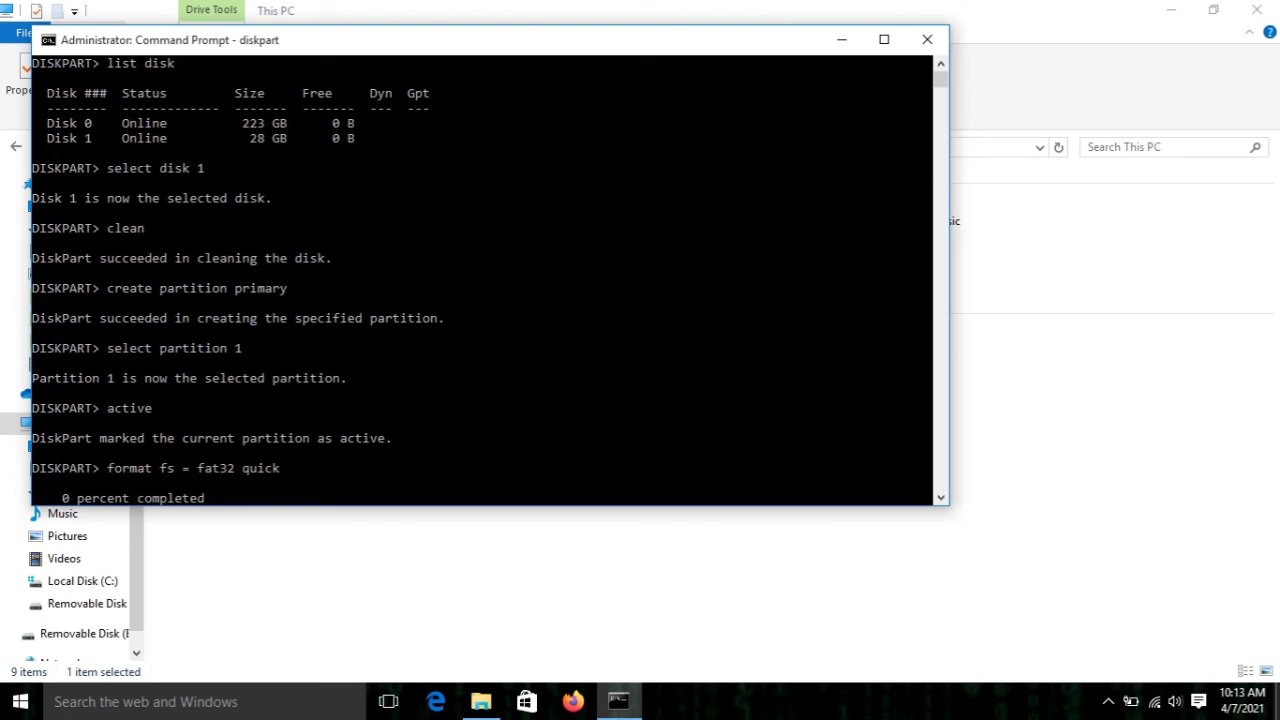 Drive Tools
This PC
File
Administrator: Command Prompt - diskpart
DISKPART> list disk
Disk ### Status Size Free Dyn Gpt
-------- ------------- ------- ------- --- ---
Disk 0 Online 223 GB 0 B
Disk 1 Online 28 GB 0 B
DISKPART> select disk 1
Disk 1 is now the selected disk.
DISKPART> clean
DiskPart succeeded in cleaning the disk.
DISKPART> create partition primary
DiskPart succeeded in creating the specified partition.
DISKPART> select partition 1
Partition 1 is now the selected partition.
DISKPART> active
DiskPart marked the current partition as active.
DISKPART> format fs = fat32 quick
0 percent completed
Prope
Search This PC
sic
Music
Pictures
Videos
Local Disk (C:)
Removable Disk
Removable Disk (E
9 items 1 item selected
Search the web and Windows
10:13 AM
4/7/2021